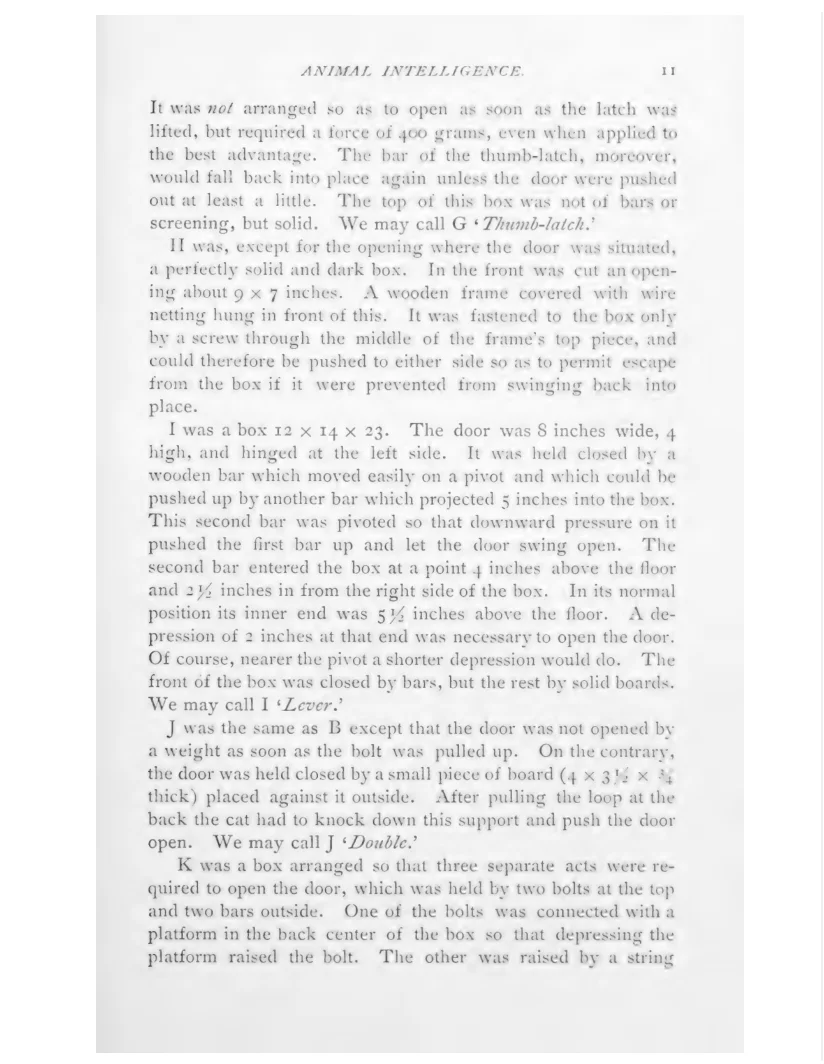 ANIMAL INTELLIGENCE. 11
It was not arranged so as to open as soon as the latch was
lifted, but required a force of 400 grams, even when applied to
the best advantage. The bar of the thumb-latch, moreover,
would fall back into place again unless the door were pushed
out at least a little. The top of this box was not of bars or
screening, but solid. We may call G ‘Thumb-latch.’
H was, except for the opening where the door was situated,
a perfectly solid and dark box. In the front was cut an open-
ing about 9 × 7 inches. A wooden frame covered with wire
netting hung in front of this. It was fastened to the box only
by a screw through the middle of the frame's top piece, and
could therefore be pushed to either side so as to permit escape
from the box if it were prevented from swinging back into
place.
I was a box 12 × 14 × 23. The door was 8 inches wide, 4
high, and hinged at the left side. It was held closed by a
wooden bar which moved easily on a pivot and which could be
pushed up by another bar which projected 5 inches into the box.
This second bar was pivoted so that downward pressure on it
pushed the first bar up and let the door swing open. The
second bar entered the box at a point 4 inches above the floor
and 2½ inches in from the right side of the box. In its normal
position its inner end was 5½ inches above the floor. A de-
pression of 2 inches at that end was necessary to open the door.
Of course, nearer the pivot a shorter depression would do. The
front of the box was closed by bars, but the rest by solid boards.
We may call I ‘Lever.’
J was the same as B except that the door was not opened by
a weight as soon as the bolt was pulled up. On the contrary,
the door was held closed by a small piece of board (4 × 3½ ×
thick) placed against it outside. After pulling the loop at the
back the cat had to knock down this support and push the door
open. We may call J ‘Double.’
K was a box arranged so that three separate acts were re-
quired to open the door, which was held by two bolts at the top
and two bars outside. One of the bolts was connected with a
platform in the back center of the box so that depressing the
platform raised the bolt. The other was raised by a string